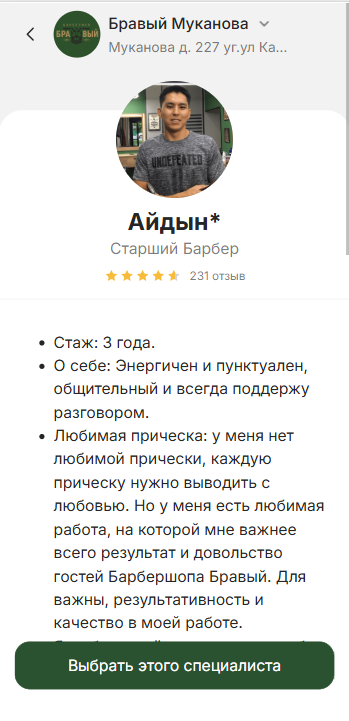 Бравый Муканова
Муканова д. 227 уг.ул Ка...
БРАВЫЙ
UNDEFEATED
Айдын*
Старший Барбер
231 отзыв
Стаж: 3 года.
О себе: Энергичен и пунктуален,
общительный и всегда поддержу
разговором.
Любимая прическа: у меня нет
любимой прически, каждую
прическу нужно выводить с
любовью. Но у меня есть любимая
работа, на которой мне важнее
всего результат и довольство
гостей Барбершопа Бравый. Для
важны, результативность и
качество в моей работе.
Выбрать этого специалиста